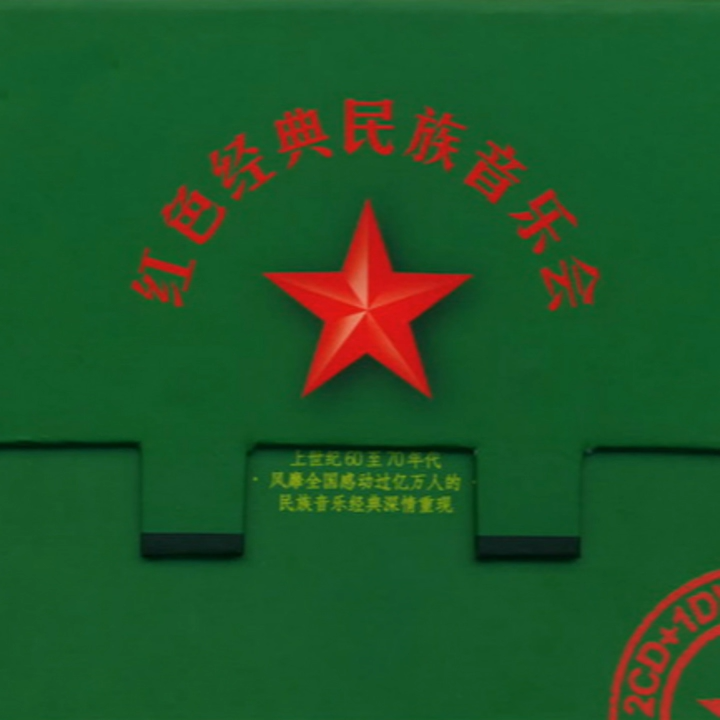 红色经典民族音乐会
上世纪60至70年代
风靡全国感动过亿万人的
民族音乐经典深情重现
2CD+1D